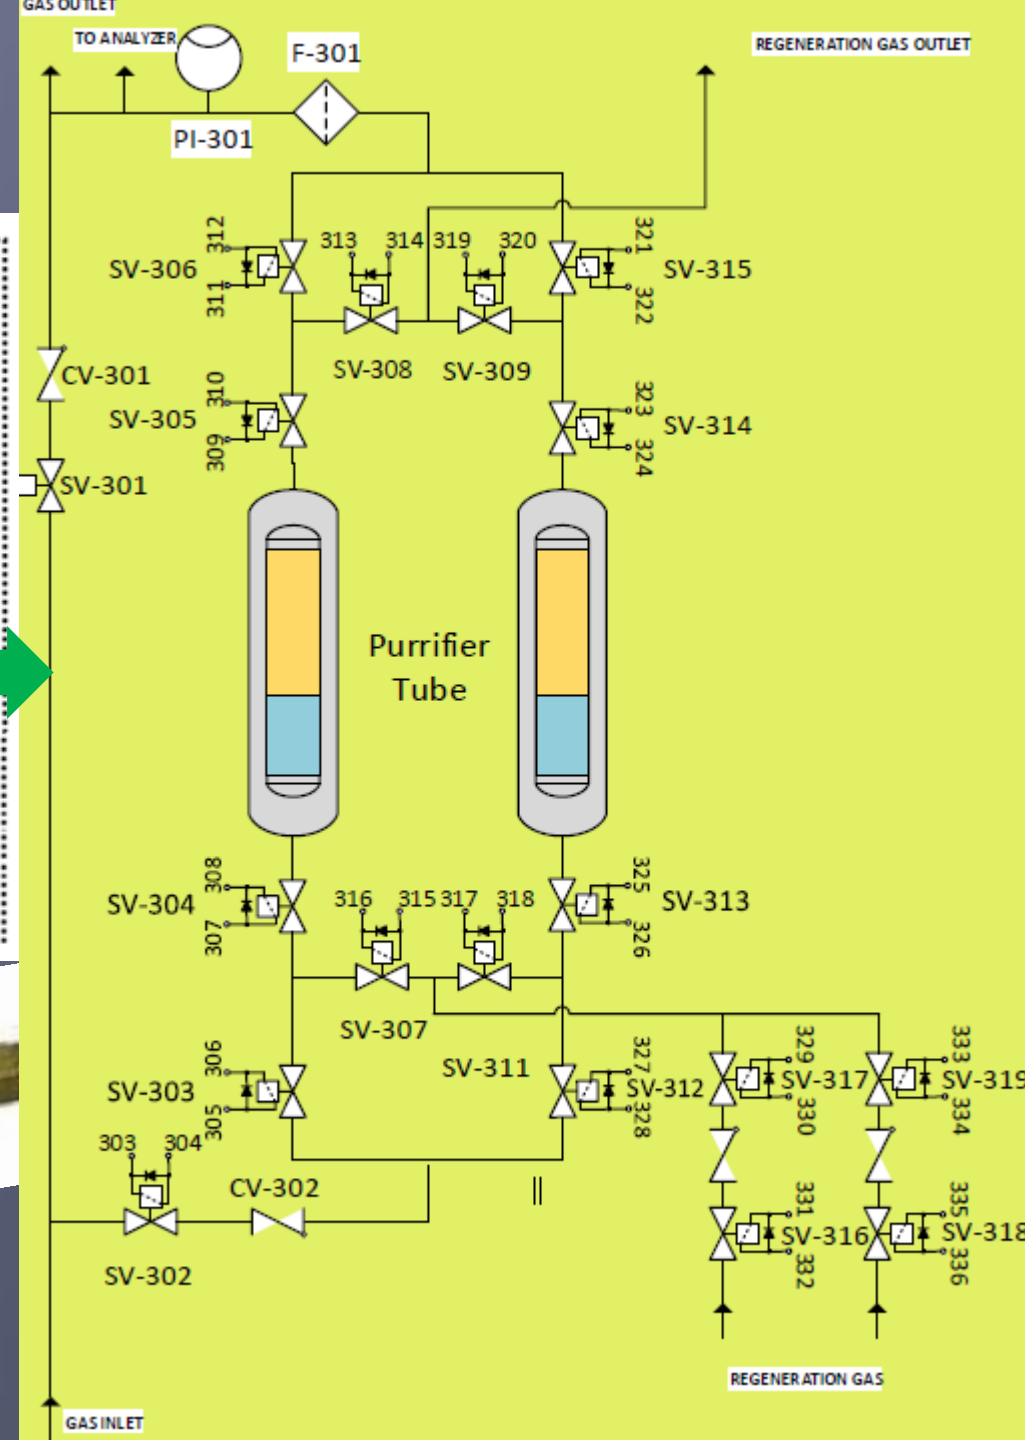 GAS OUTLET
TO ANALYZER
F-301
REGENERATION GAS OUTLET
PI-301
312
313
314
319
320
321
SV-306
SV-315
311
322
SV-308
SV-309
CV-301
310
323
SV-305
SV-314
309
324
SV-301
Purrifier
Tube
308
316
315
317
318
325
SV-304
SV-313
307
326
SV-307
306
SV-311
327
329
333
SV-303
SV-312
SV-317
SV-319
305
328
330
334
303
304
CV-302
||
331
335
SV-316
SV-318
SV-302
332
336
REGENERATION GAS
GAS INLET